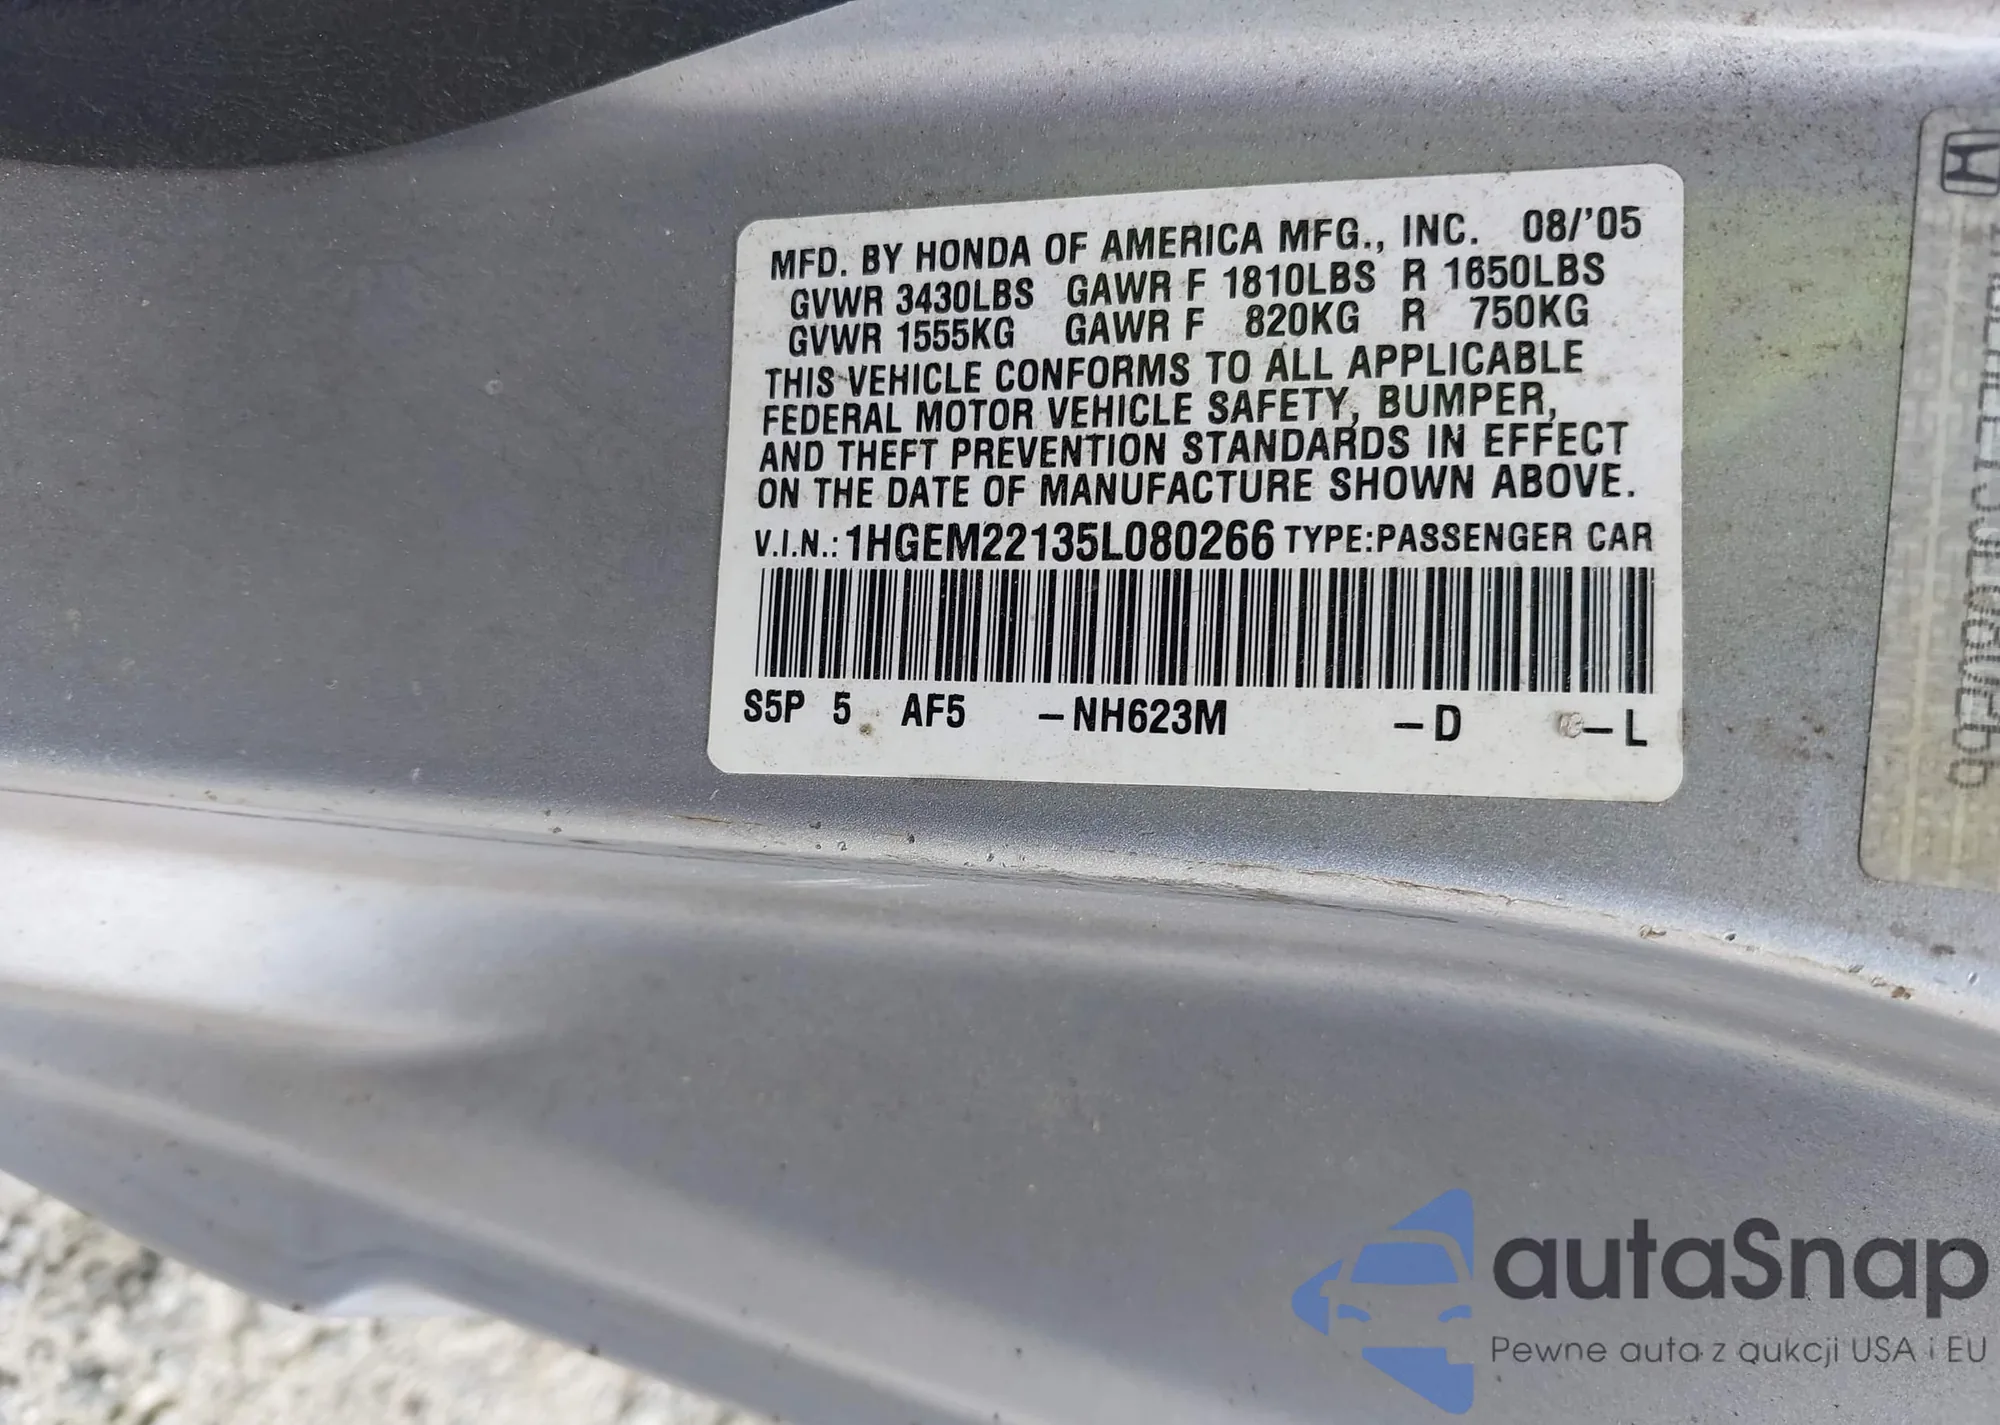 MFD. BY HONDA OF AMERICA MFG., INC. 08/'05
GVWR 3430LBS GAWR F 1810LBS R 1650LBS
GVWR 1555KG GAWR F 820KG R 750KG
THIS VEHICLE CONFORMS TO ALL APPLICABLE
FEDERAL MOTOR VEHICLE SAFETY, BUMPER,
AND THEFT PREVENTION STANDARDS IN EFFECT
ON THE DATE OF MANUFACTURE SHOWN ABOVE.
V.I.N.: 1HGEM22135L080266 TYPE:PASSENGER CAR
S5P 5 AF5 –NH623M –D –L
autaSnap
Pewne auta z aukcji USA i EU